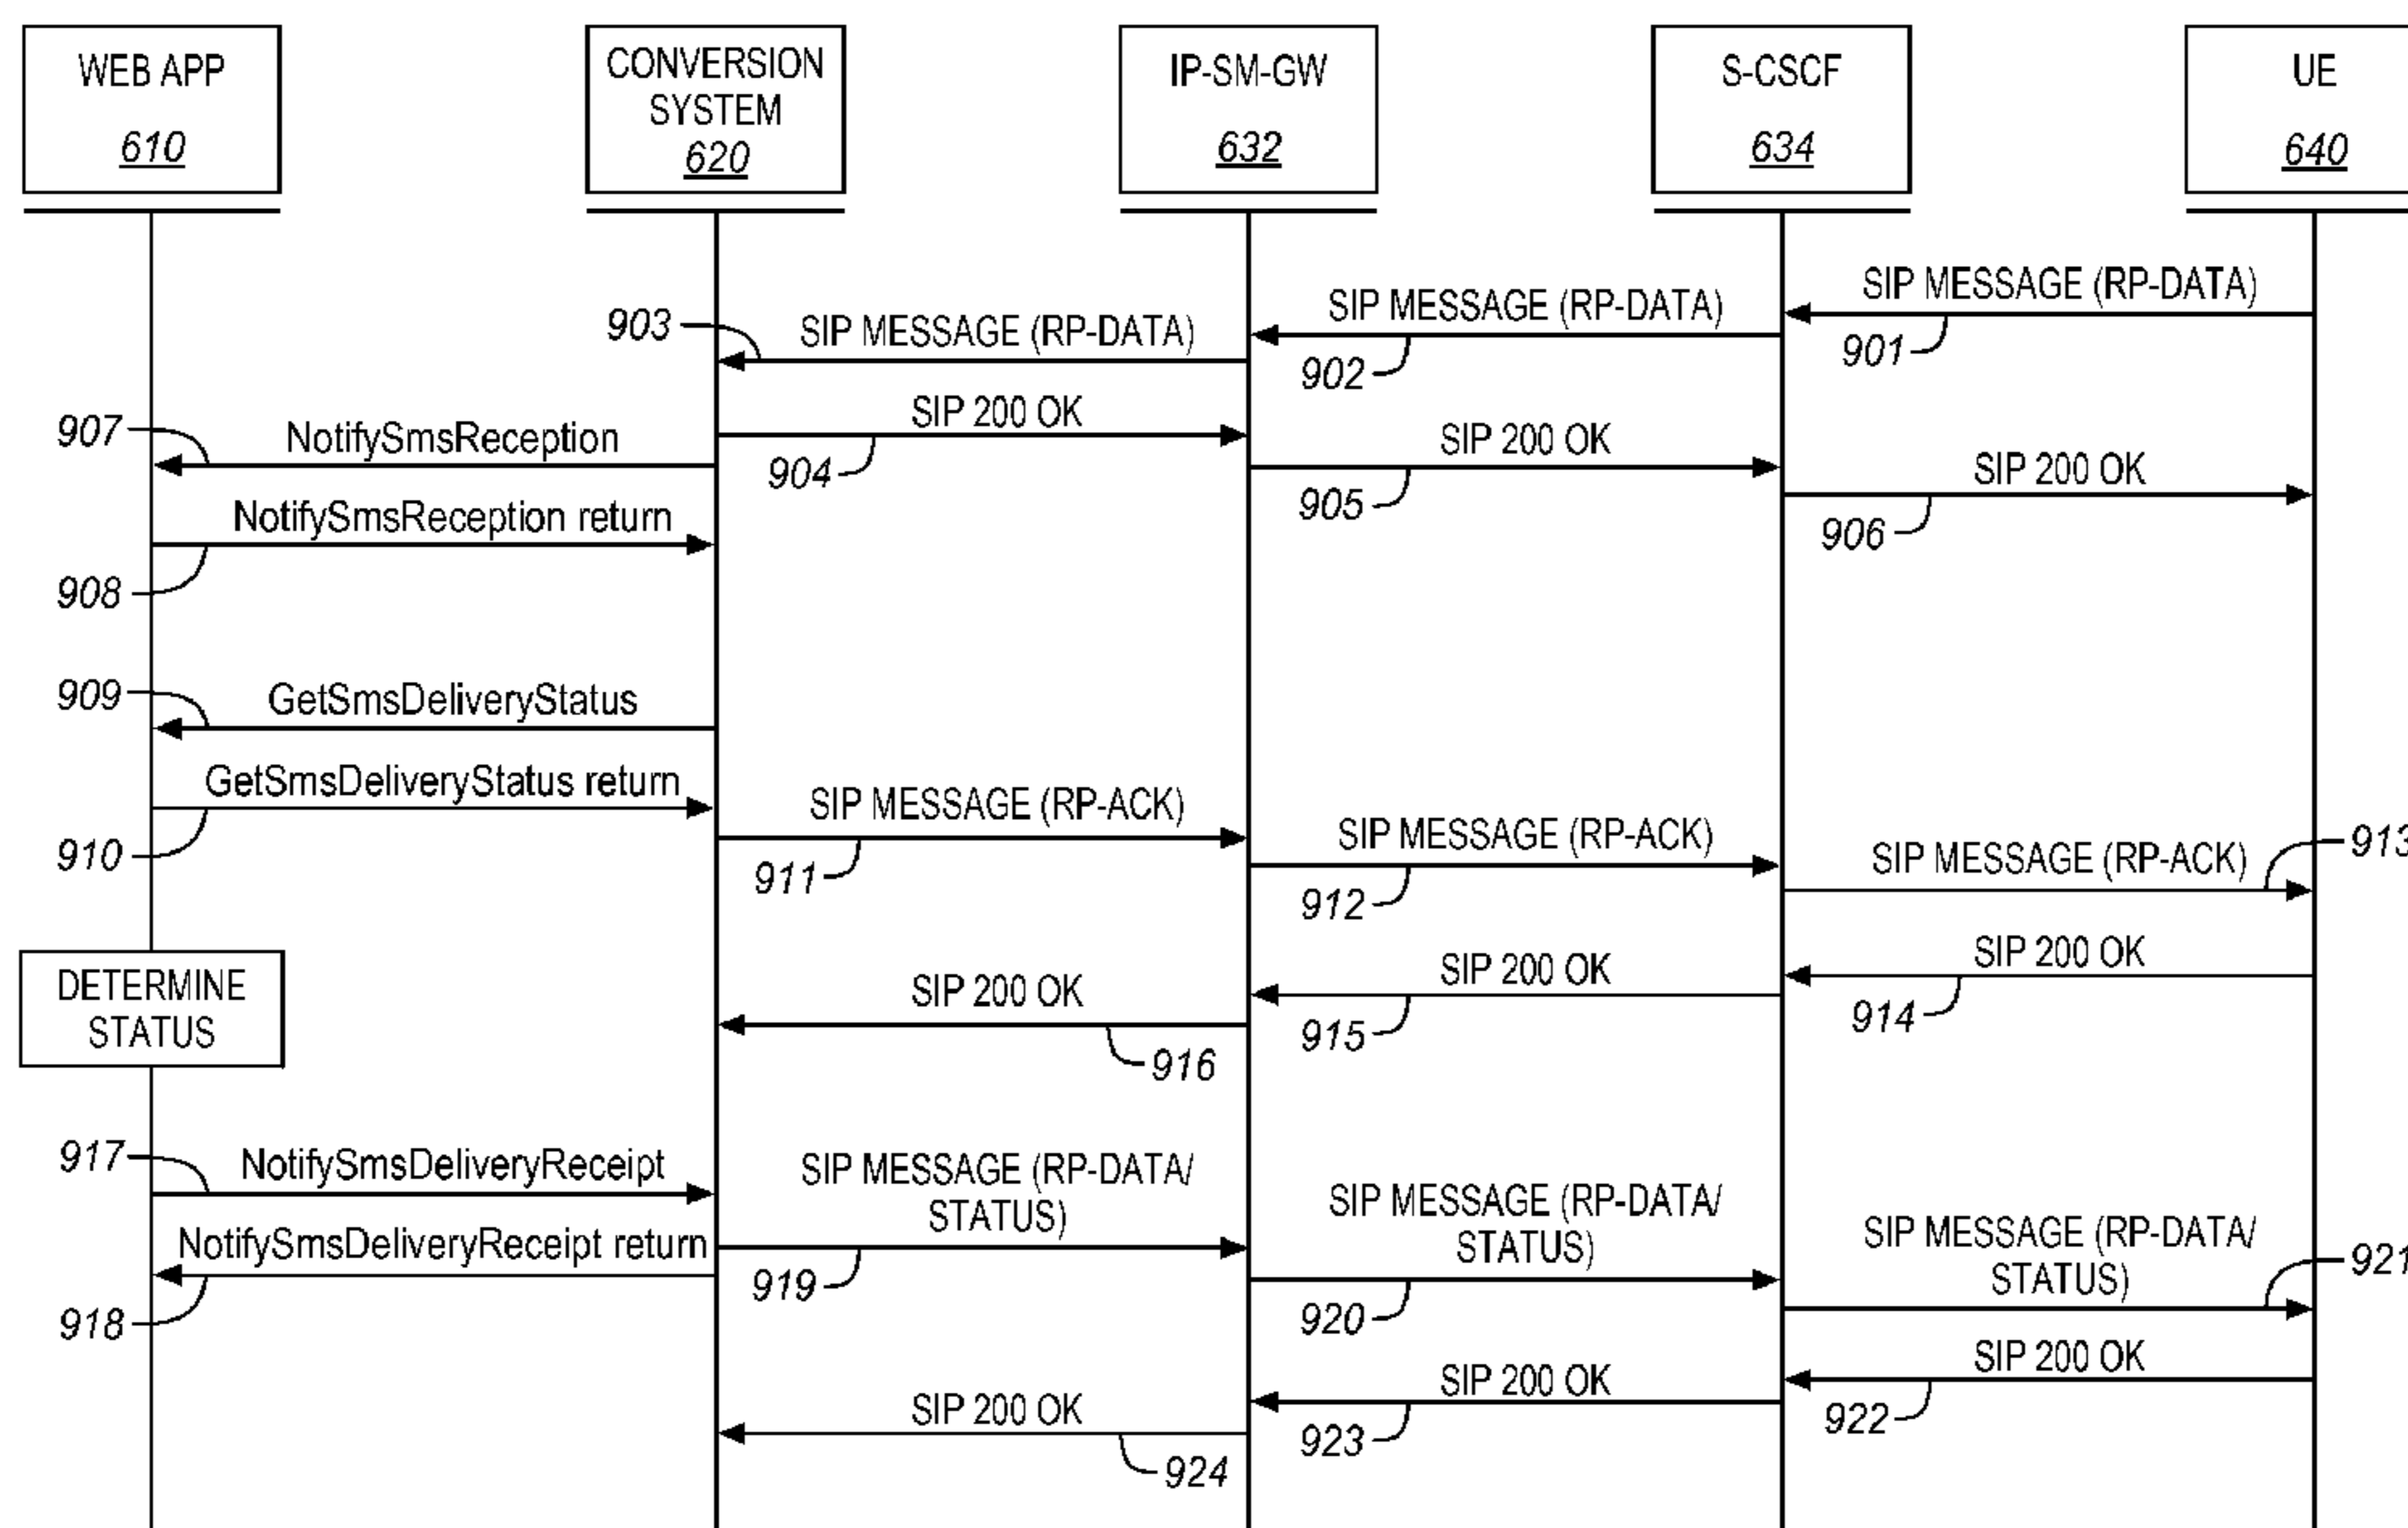 WEB APP
610
CONVERSION
SYSTEM
620
IP-SM-GW
632
S-CSCF
634
UE
640
SIP MESSAGE (RP-DATA)
901
SIP MESSAGE (RP-DATA)
902
903
SIP MESSAGE (RP-DATA)
SIP 200 OK
904
907
NotifySmsReception
SIP 200 OK
905
SIP 200 OK
906
NotifySmsReception return
908
909
GetSmsDeliveryStatus
GetSmsDeliveryStatus return
910
SIP MESSAGE (RP-ACK)
911
SIP MESSAGE (RP-ACK)
912
SIP MESSAGE (RP-ACK)
913
SIP 200 OK
914
SIP 200 OK
915
SIP 200 OK
916
DETERMINE
STATUS
917
NotifySmsDeliveryReceipt
NotifySmsDeliveryReceipt return
918
SIP MESSAGE (RP-DATA/
STATUS)
919
SIP MESSAGE (RP-DATA/
STATUS)
920
SIP MESSAGE (RP-DATA/
STATUS)
921
SIP 200 OK
922
SIP 200 OK
923
SIP 200 OK
924